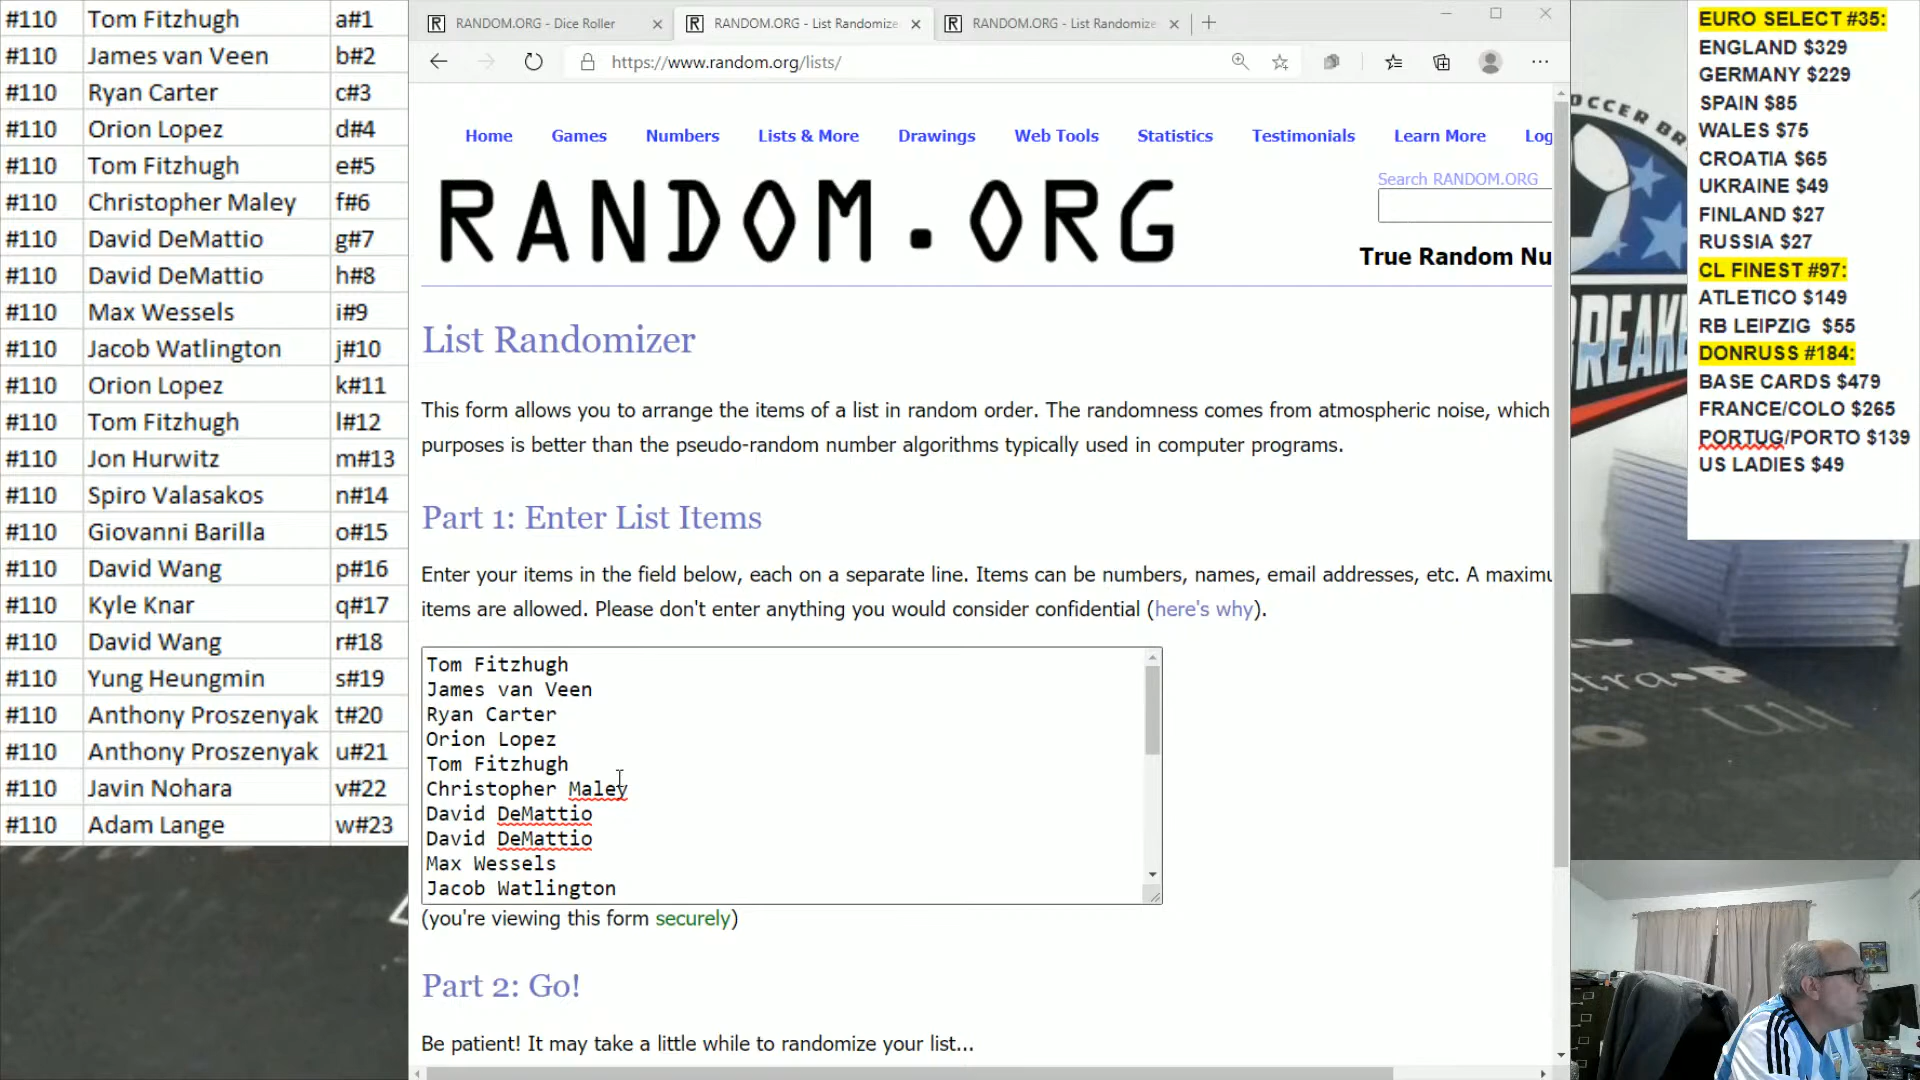 #110 Tom Fitzhugh a#1
#110 James van Veen b#2
#110 Ryan Carter c#3
#110 Orion Lopez d#4
#110 Tom Fitzhugh e#5
#110 Christopher Maley f#6
#110 David DeMattio g#7
#110 David DeMattio h#8
#110 Max Wessels i#9
#110 Jacob Watlington j#10
#110 Orion Lopez k#11
#110 Tom Fitzhugh l#12
#110 Jon Hurwitz m#13
#110 Spiro Valasakos n#14
#110 Giovanni Barilla o#15
#110 David Wang p#16
#110 Kyle Knar q#17
#110 David Wang r#18
#110 Yung Heungmin s#19
#110 Anthony Proszenyak t#20
#110 Anthony Proszenyak u#21
#110 Javin Nohara v#22
#110 Adam Lange w#23
RANDOM.ORG - Dice Roller
RANDOM.ORG - List Randomize
RANDOM.ORG - List Randomize
https://www.random.org/lists/
Home Games Numbers Lists & More Drawings Web Tools Statistics Testimonials Learn More Log
RANDOM.ORG
Search RANDOM.ORG
True Random Nu
List Randomizer
This form allows you to arrange the items of a list in random order. The randomness comes from atmospheric noise, which
purposes is better than the pseudo-random number algorithms typically used in computer programs.
Part 1: Enter List Items
Enter your items in the field below, each on a separate line. Items can be numbers, names, email addresses, etc. A maximu
items are allowed. Please don't enter anything you would consider confidential (here's why).
Tom Fitzhugh
James van Veen
Ryan Carter
Orion Lopez
Tom Fitzhugh
Christopher Maley
David DeMattio
David DeMattio
Max Wessels
Jacob Watlington
(you're viewing this form securely)
Part 2: Go!
Be patient! It may take a little while to randomize your list...
EURO SELECT #35:
ENGLAND $329
GERMANY $229
SPAIN $85
WALES $75
CROATIA $65
UKRAINE $49
FINLAND $27
RUSSIA $27
CL FINEST #97:
ATLETICO $149
RB LEIPZIG $55
DONRUSS #184:
BASE CARDS $479
FRANCE/COLO $265
PORTUG/PORTO $139
US LADIES $49
OCCER BR
BREAK